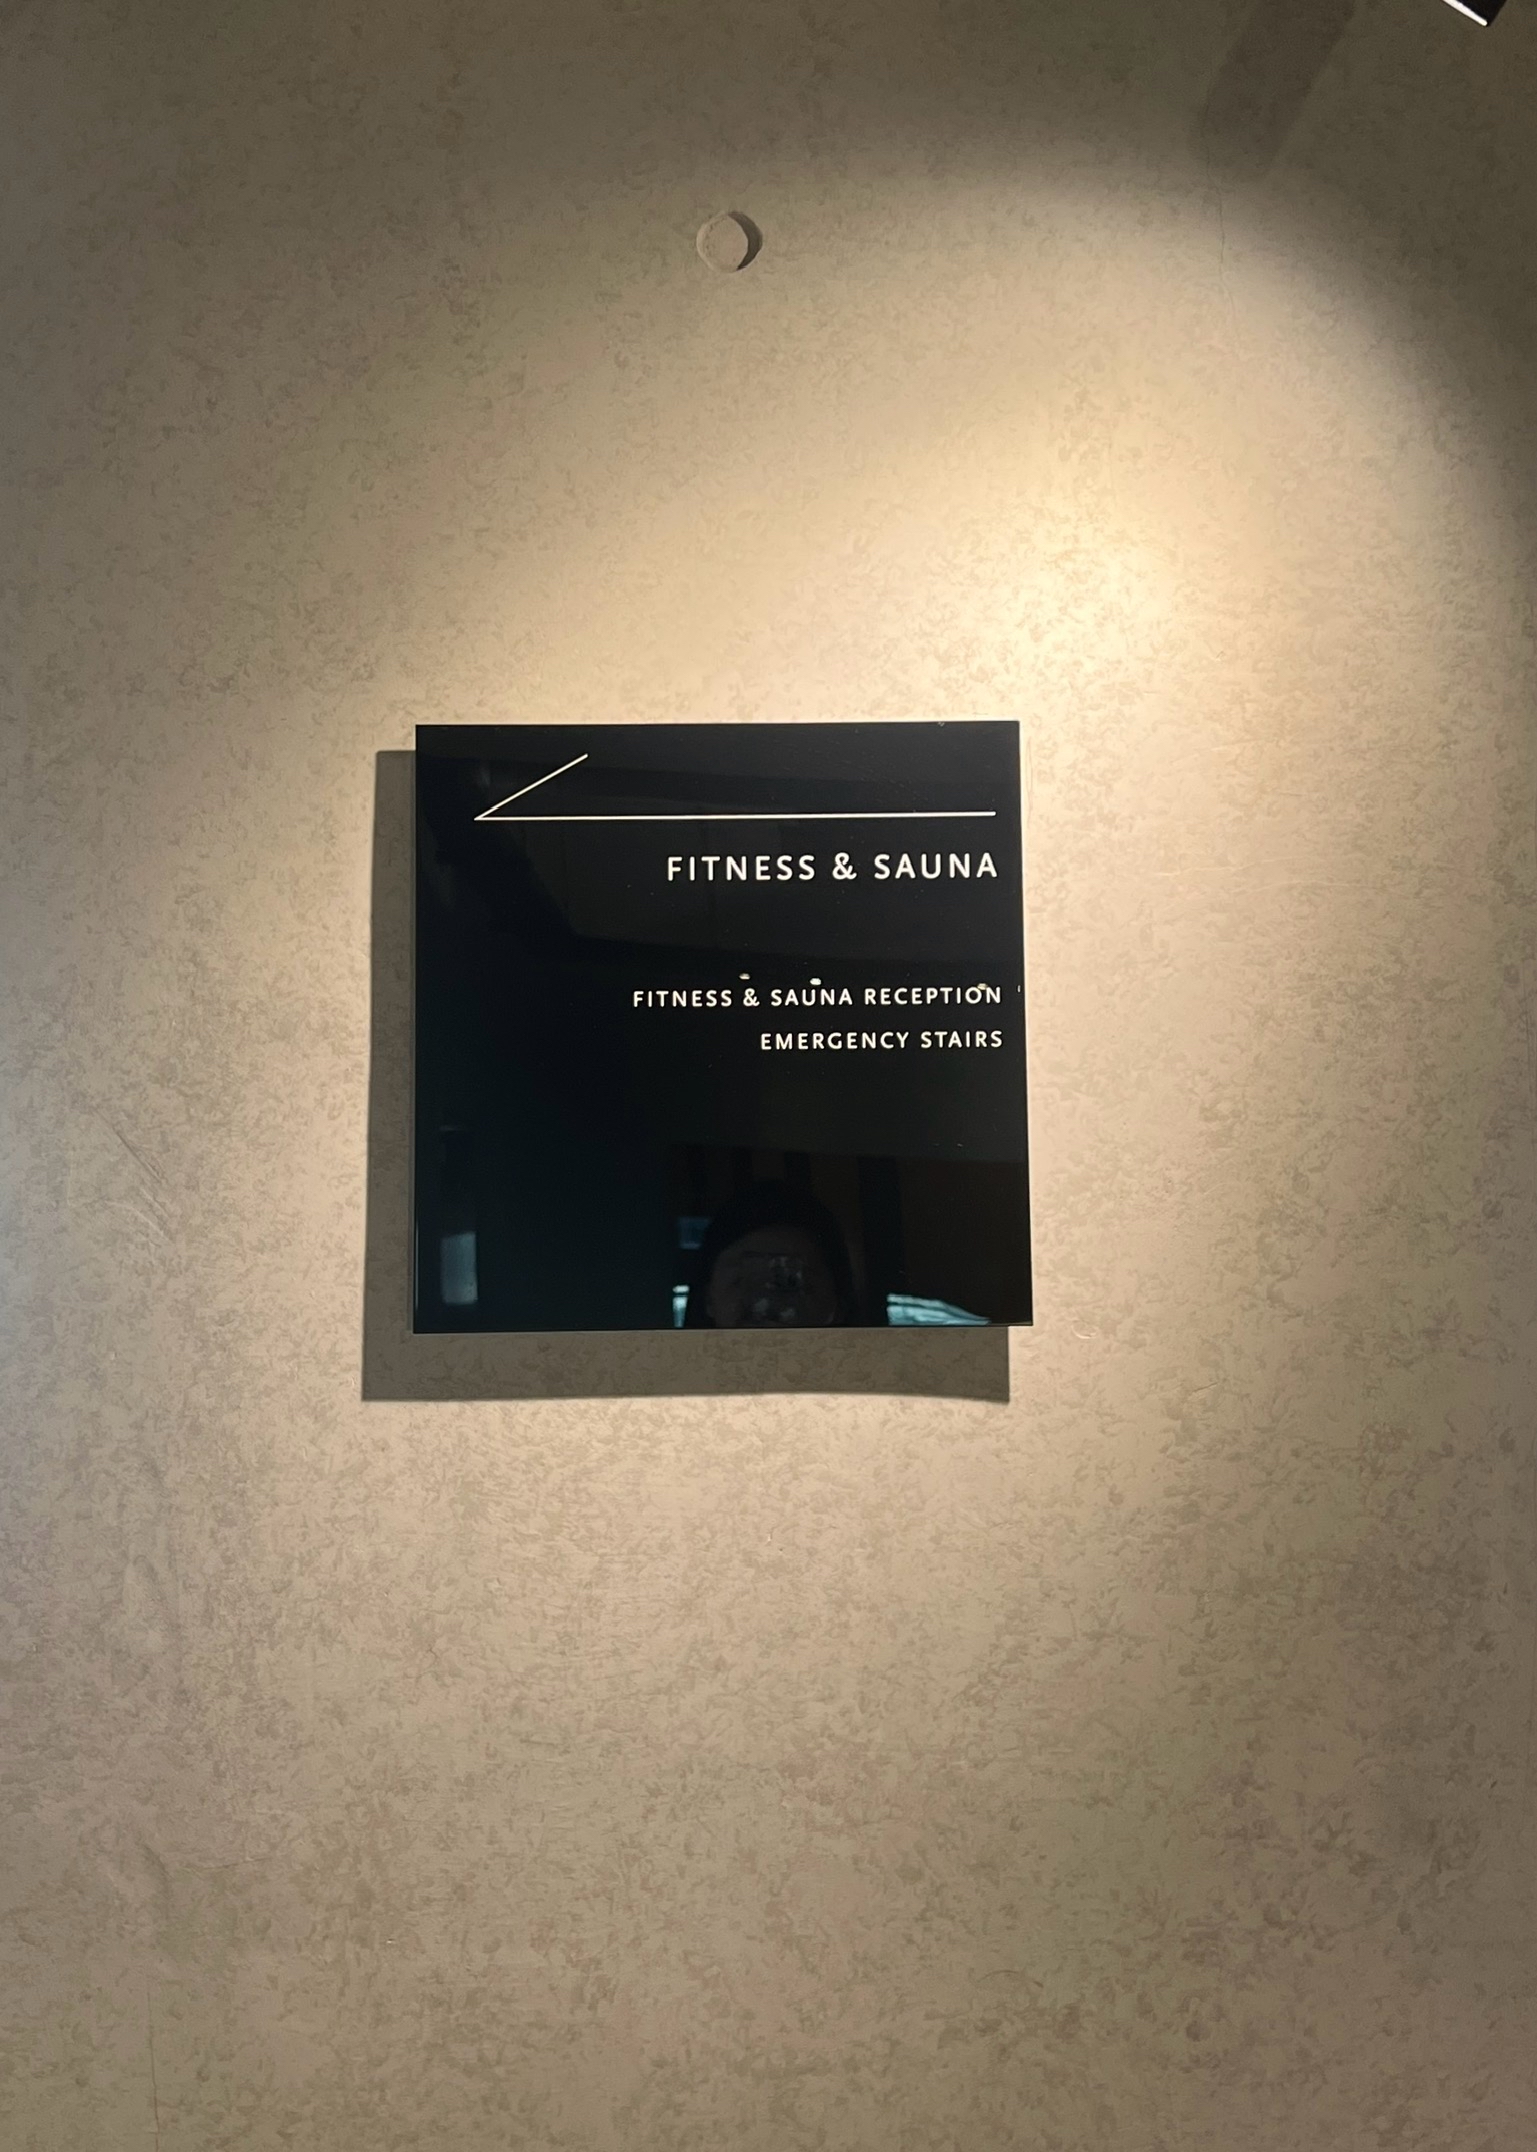 FITNESS & SAUNA
FITNESS & SAUNA RECEPTION
EMERGENCY STAIRS